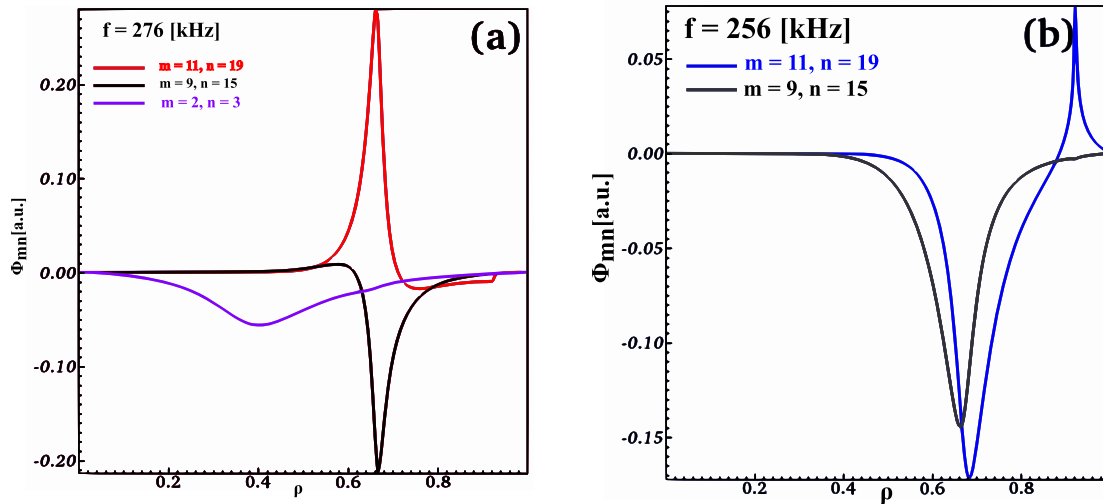 (a)
f = 276 [kHz]
m = 11, n = 19
m = 9, n = 15
m = 2, n = 3
0.20
0.10
0.00
-0.10
-0.20
Φmn[a.u.]
0.2
0.4
0.6
0.8
ρ
(b)
f = 256 [kHz]
m = 11, n = 19
m = 9, n = 15
0.05
0.00
-0.05
-0.10
-0.15
Φmn[a.u.]
0.2
0.4
0.6
0.8
ρ